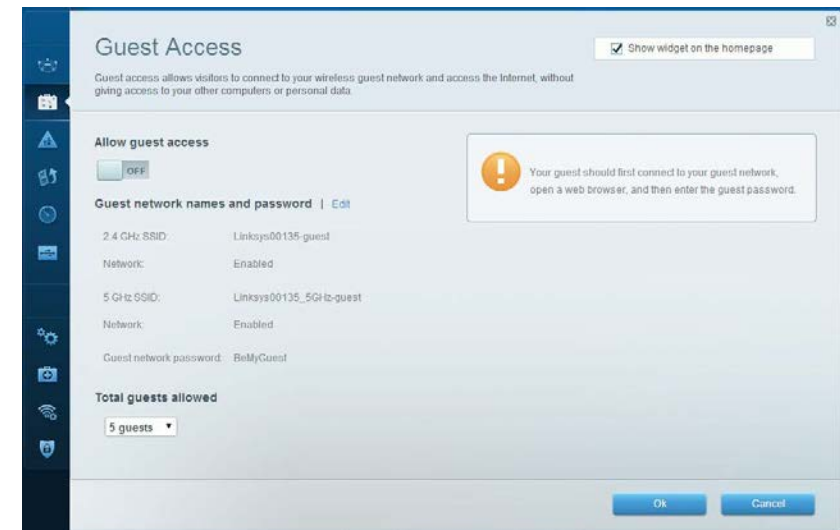 Guest Access
Show widget on the homepage
Guest access allows visitors to connect to your wireless guest network and access the Internet, without
giving access to your other computers or personal data.
Allow guest access
OFF
Your guest should first connect to your guest network,
open a web browser, and then enter the guest password.
Guest network names and password | Edit
2.4 GHz SSID: Linksys00135-guest
Network: Enabled
5 GHz SSID: Linksys00135_5GHz-guest
Network: Enabled
Guest network password: BeMyGuest
Total guests allowed
5 guests
Ok Cancel